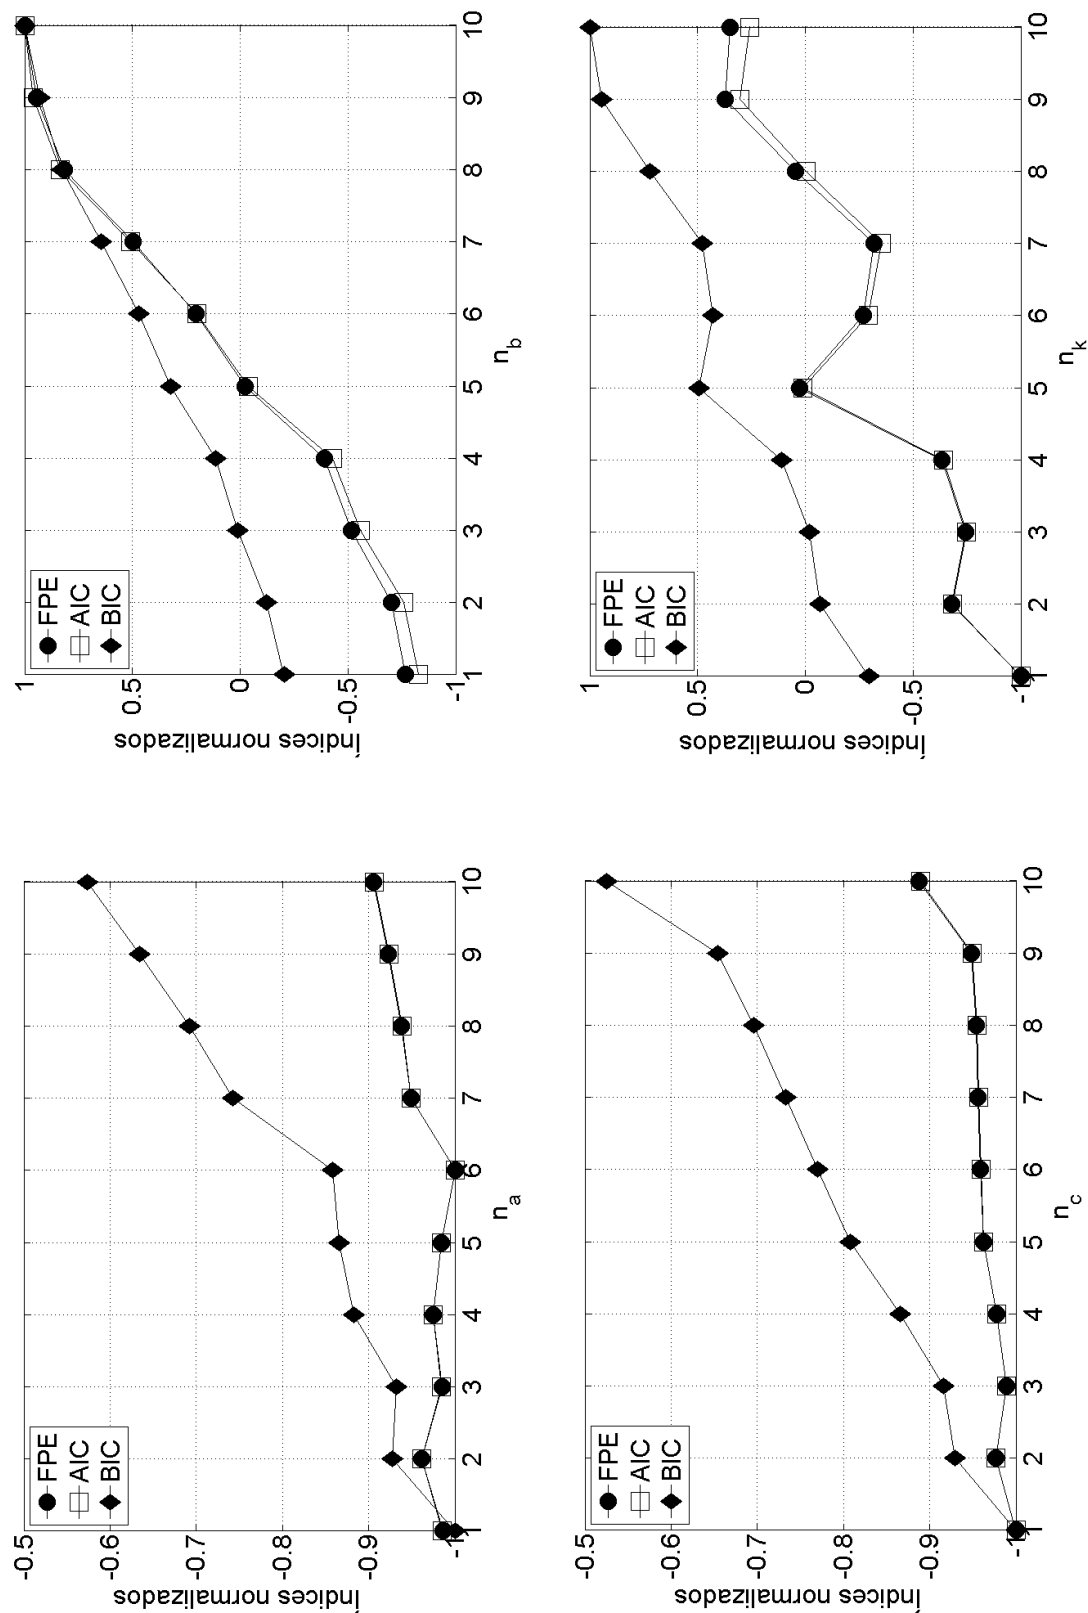 -0.5
-0.6
-0.7
-0.8
-0.9
-1
Índices normalizados
FPE
AIC
BIC
1 2 3 4 5 6 7 8 9 10
n_a
1
0.5
0
-0.5
-1
Índices normalizados
FPE
AIC
BIC
1 2 3 4 5 6 7 8 9 10
n_b
-0.5
-0.6
-0.7
-0.8
-0.9
-1
Índices normalizados
FPE
AIC
BIC
1 2 3 4 5 6 7 8 9 10
n_c
1
0.5
0
-0.5
-1
Índices normalizados
FPE
AIC
BIC
1 2 3 4 5 6 7 8 9 10
n_k